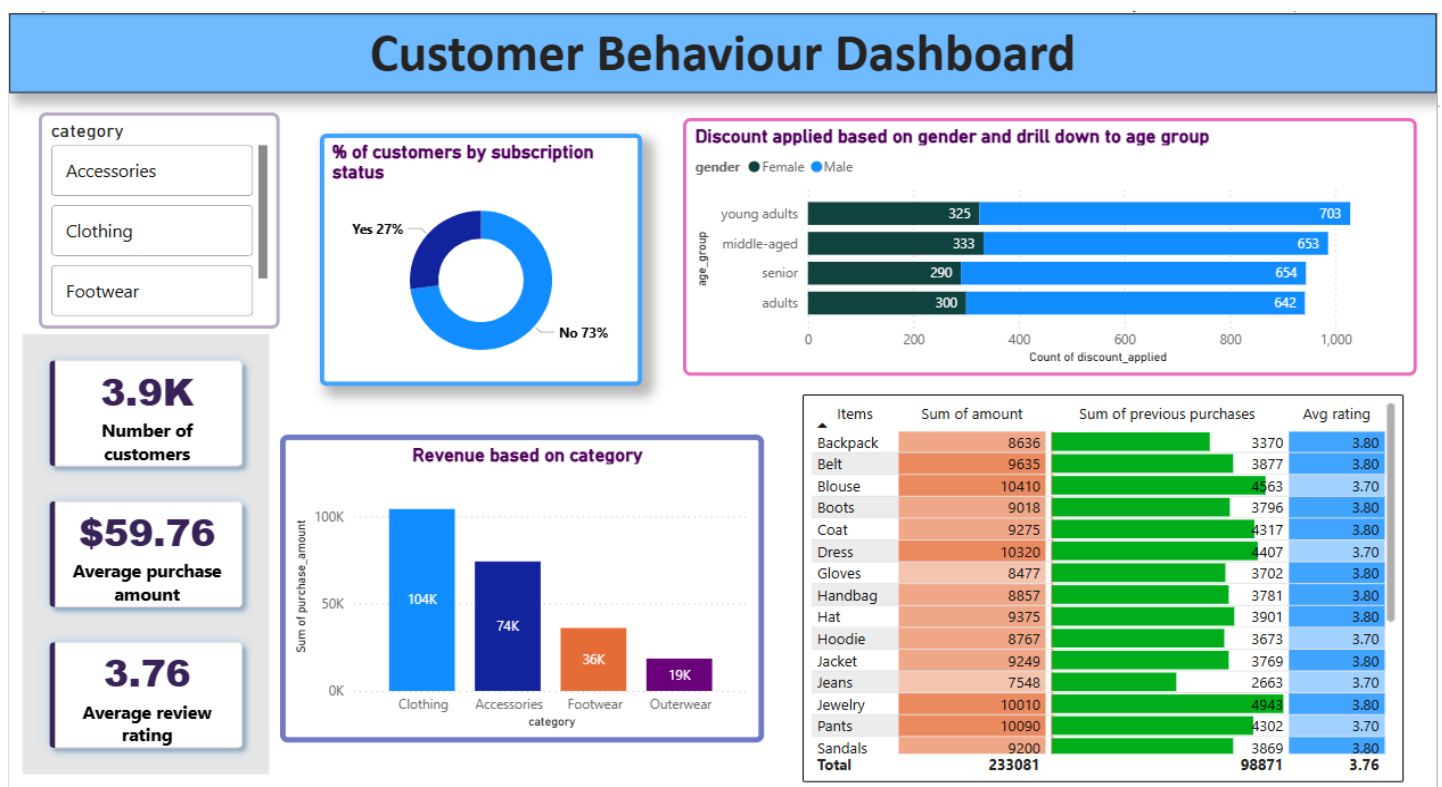 Customer Behaviour Dashboard
category
Accessories
Clothing
Footwear
3.9K
Number of
customers
$59.76
Average purchase
amount
3.76
Average review
rating
% of customers by subscription
status
Yes 27%
No 73%
Discount applied based on gender and drill down to age group
gender Female Male
age_group
young adults 325 703
middle-aged 333 653
senior 290 654
adults 300 642
0 200 400 600 800 1,000
Count of discount_applied
Revenue based on category
Sum of purchase_amount
100K
50K
0K
104K
74K
36K
19K
Clothing Accessories Footwear Outerwear
category
Items Sum of amount Sum of previous purchases Avg rating
Backpack 8636 3370 3.80
Belt 9635 3877 3.80
Blouse 10410 4563 3.70
Boots 9018 3796 3.80
Coat 9275 4317 3.80
Dress 10320 4407 3.70
Gloves 8477 3702 3.80
Handbag 8857 3781 3.80
Hat 9375 3901 3.80
Hoodie 8767 3673 3.70
Jacket 9249 3769 3.80
Jeans 7548 2663 3.70
Jewelry 10010 4943 3.80
Pants 10090 4302 3.70
Sandals 9200 3869 3.80
Total 233081 98871 3.76